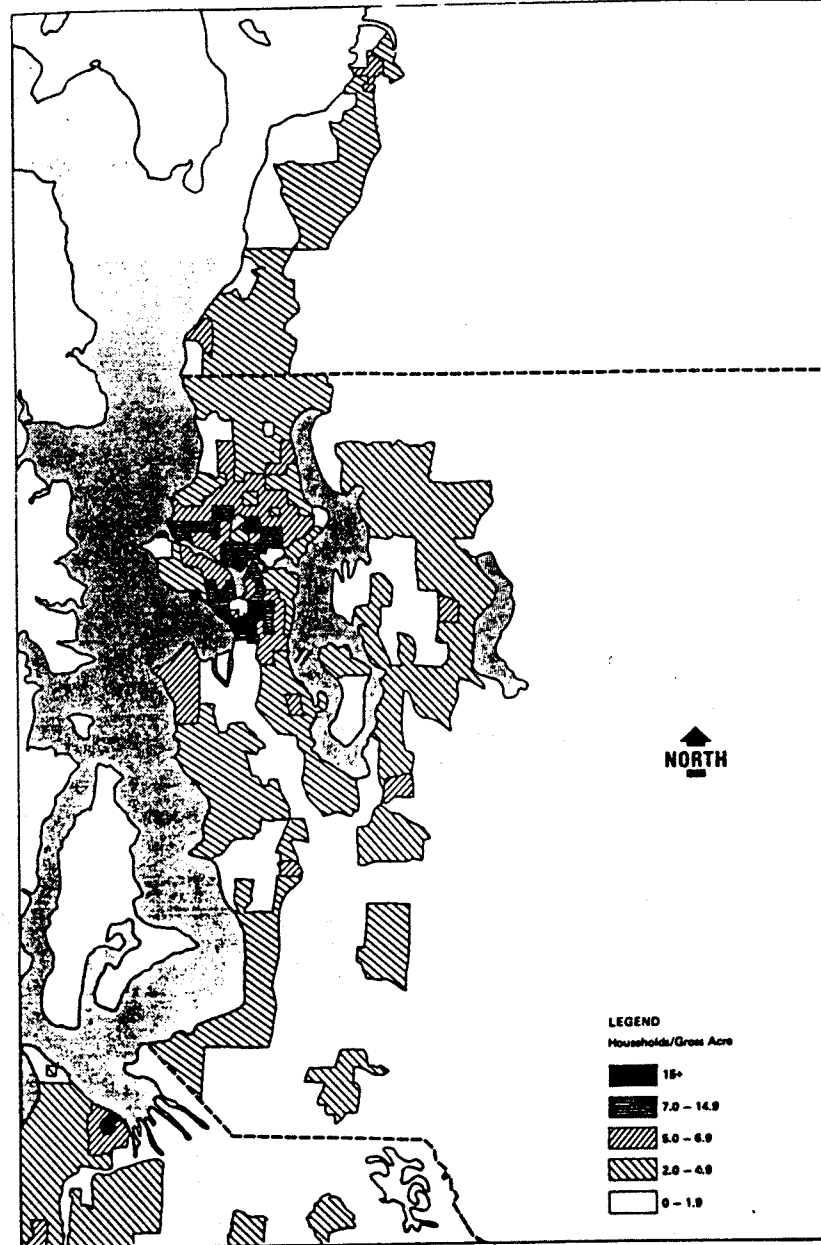 NORTH
LEGEND
Households/Gross Acre
15+
7.0 – 14.9
5.0 – 6.9
2.0 – 4.9
0 – 1.9